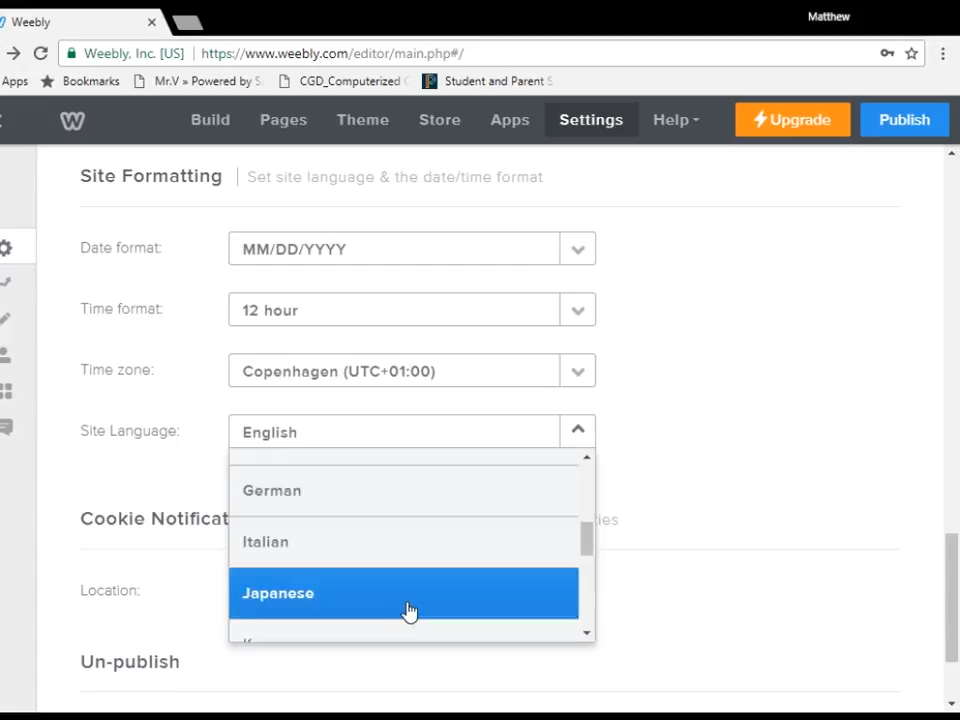 Matthew
Weebly
Weebly, Inc. [US] https://www.weebly.com/editor/main.php#/
Apps Bookmarks Mr.V » Powered by CGD_Computerized Student and Parent
Build Pages Theme Store Apps Settings Help Upgrade Publish
Site Formatting Set site language & the date/time format
Date format: MM/DD/YYYY
Time format: 12 hour
Time zone: Copenhagen (UTC+01:00)
Site Language: English
German
Cookie
Italian
Japanese
Location:
Un-publish